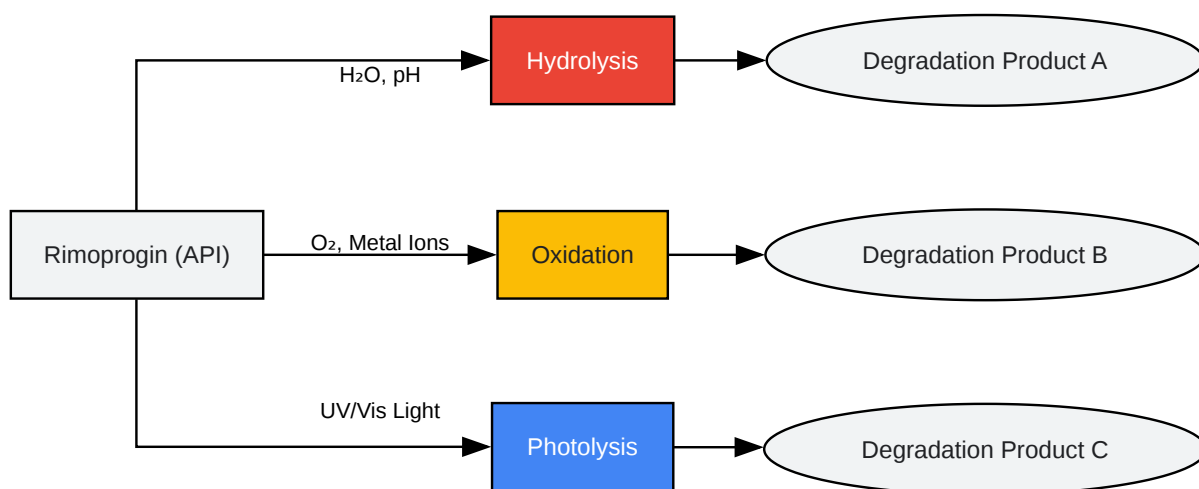 H₂O, pH
Hydrolysis
Degradation Product A
Rimoprogin (API)
O₂, Metal Ions
Oxidation
Degradation Product B
UV/Vis Light
Photolysis
Degradation Product C